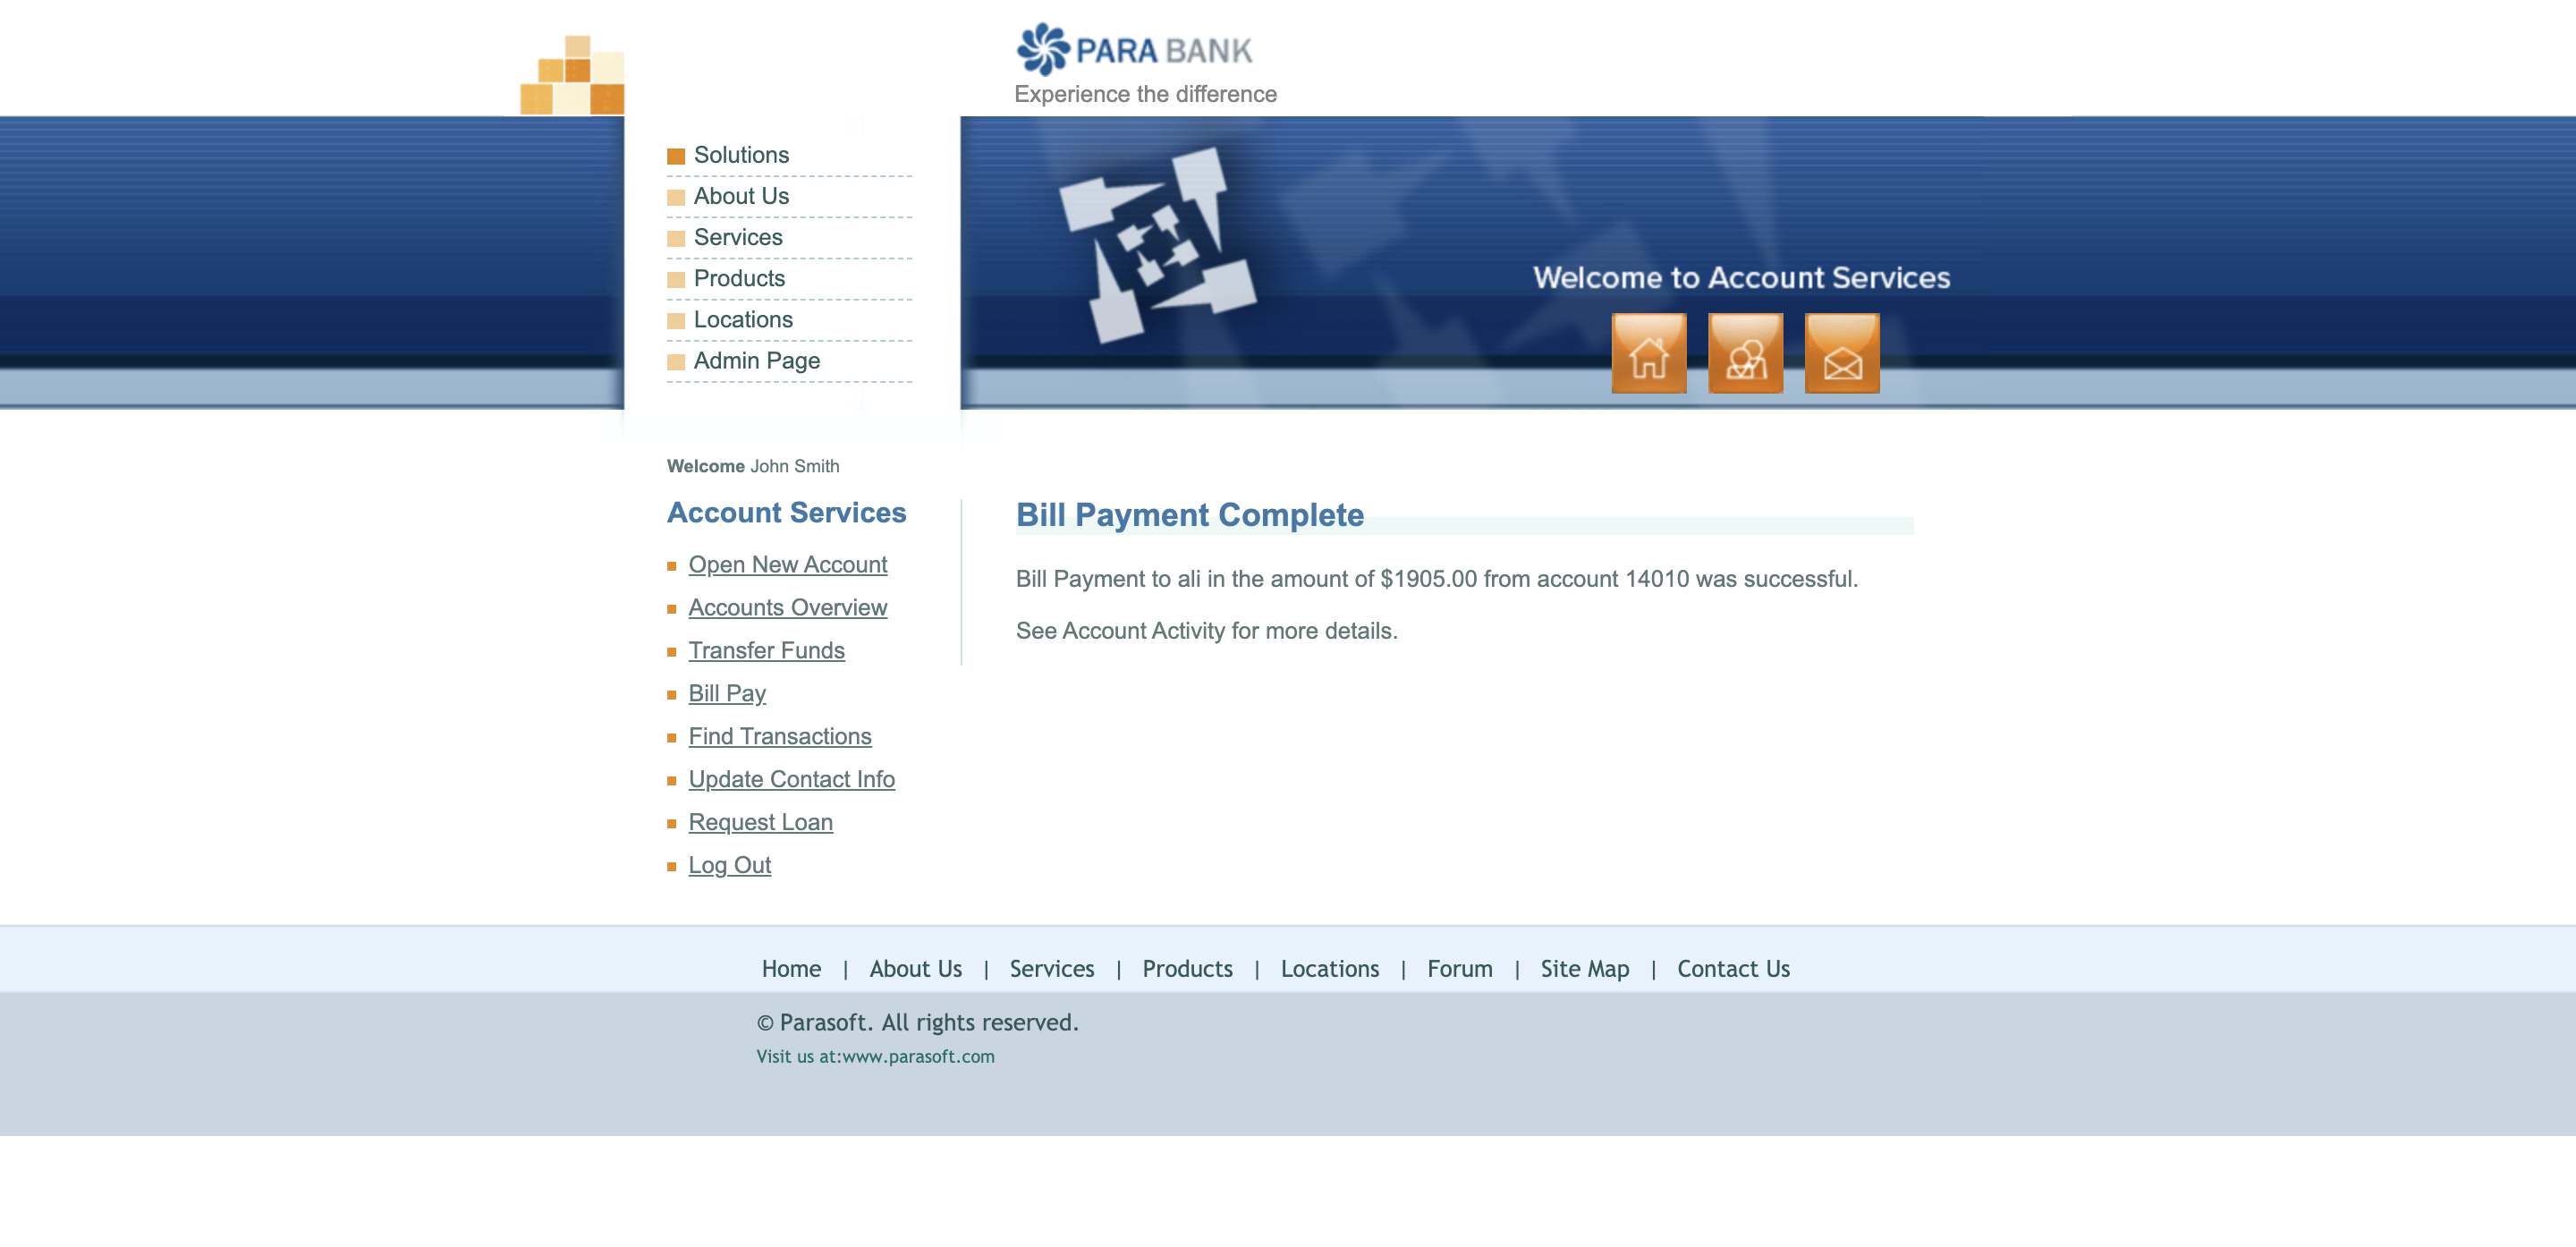 PARA BANK
Experience the difference
Solutions
About Us
Services
Products
Locations
Admin Page
Welcome to Account Services
Welcome John Smith
Account Services
Open New Account
Accounts Overview
Transfer Funds
Bill Pay
Find Transactions
Update Contact Info
Request Loan
Log Out
Bill Payment Complete
Bill Payment to ali in the amount of $1905.00 from account 14010 was successful.
See Account Activity for more details.
Home | About Us | Services | Products | Locations | Forum | Site Map | Contact Us
© Parasoft. All rights reserved.
Visit us at:www.parasoft.com